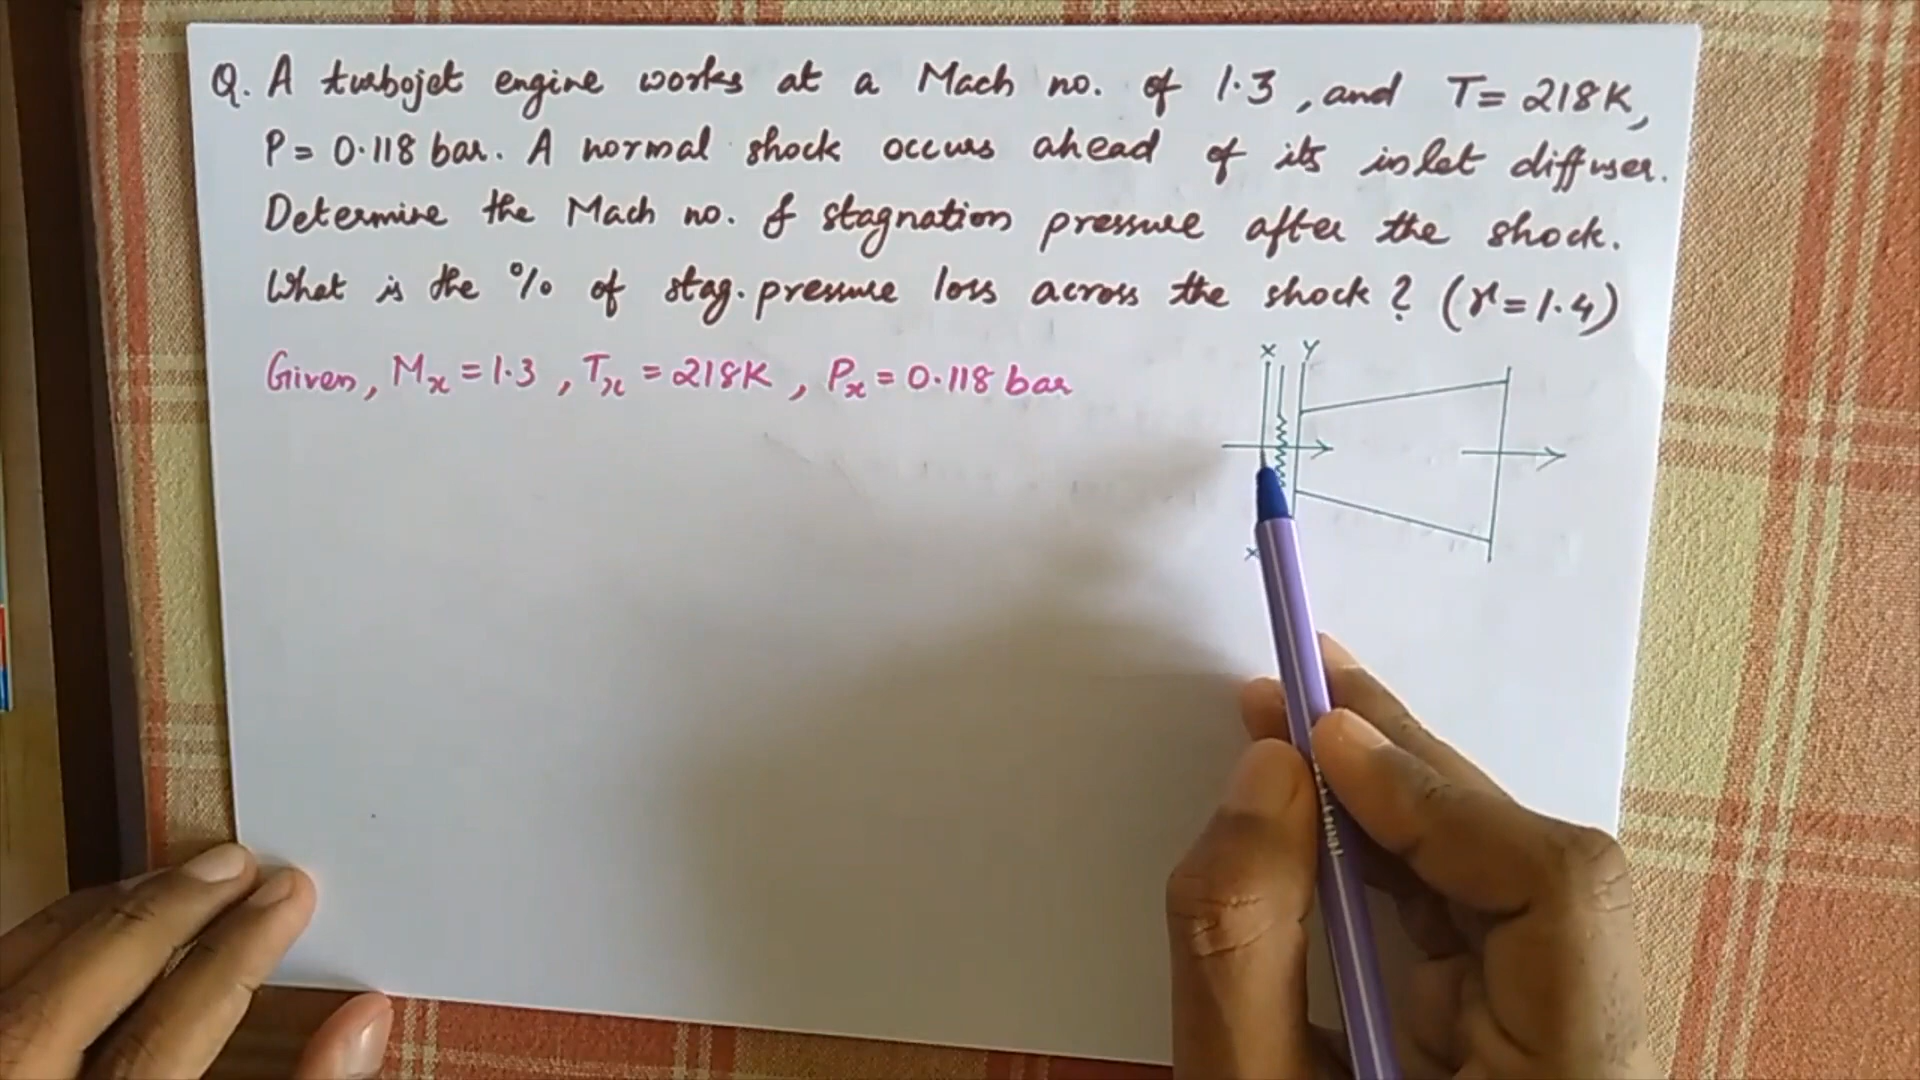 Q. A turbojet engine works at a Mach no. of 1.3, and T= 218K,
P= 0.118 bar. A normal shock occurs ahead of its inlet diffuser.
Determine the Mach no. & stagnation pressure after the shock.
What is the % of stag. pressure loss across the shock? (γ=1.4)
Given, Mx = 1.3, Tx = 218K, Px = 0.118 bar
x y
x